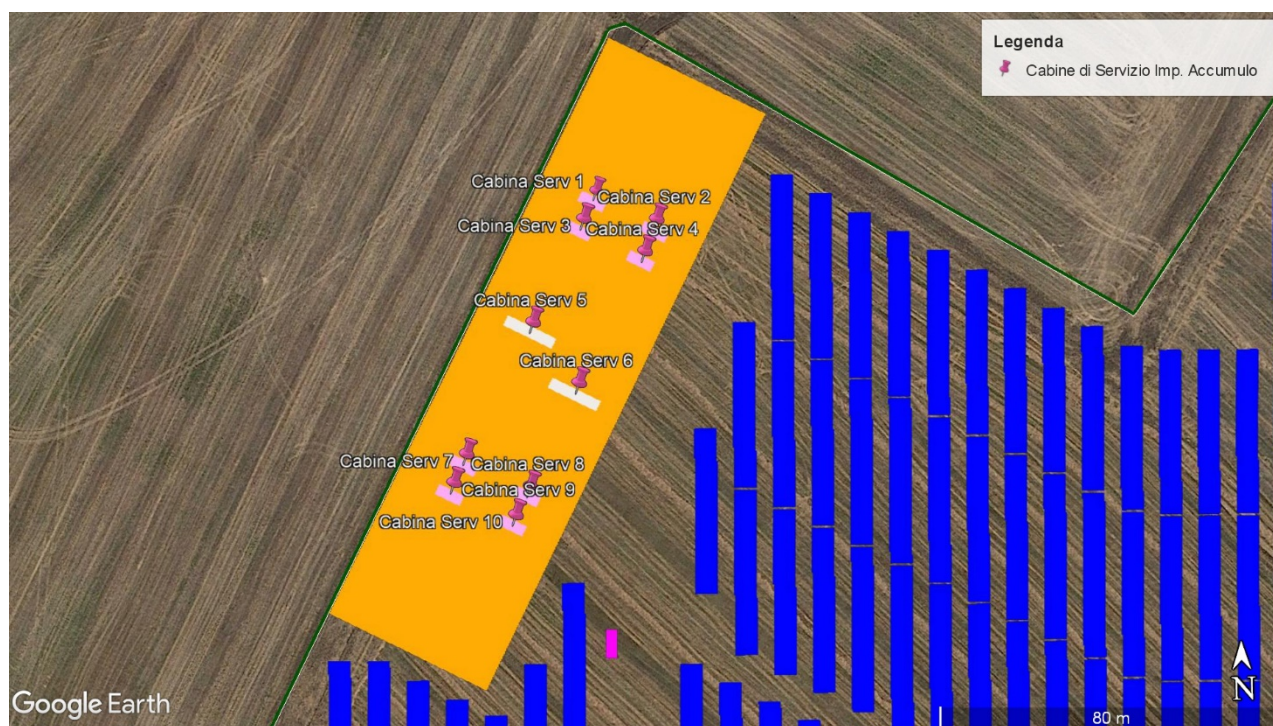 Legenda
Cabine di Servizio Imp. Accumulo
Cabina Serv 1
Cabina Serv 2
Cabina Serv 3
Cabina Serv 4
Cabina Serv 5
Cabina Serv 6
Cabina Serv 7
Cabina Serv 8
Cabina Serv 9
Cabina Serv 10
N
Google Earth
80 m